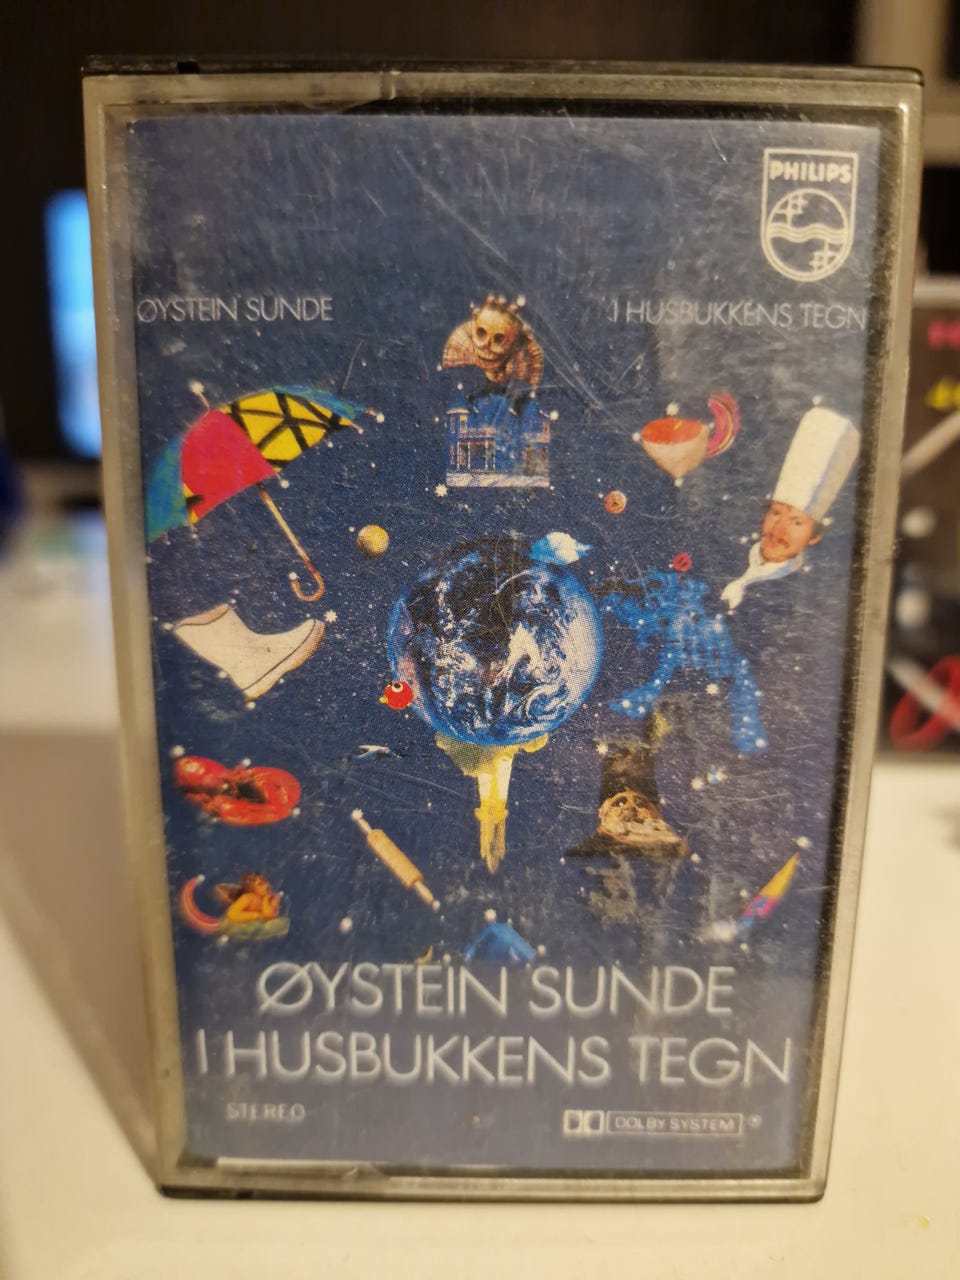 PHILIPS
ØYSTEIN SUNDE
I HUSBUKKENS TEGN
ØYSTEIN SUNDE
I HUSBUKKENS TEGN
STEREO
DOLBY SYSTEM ®